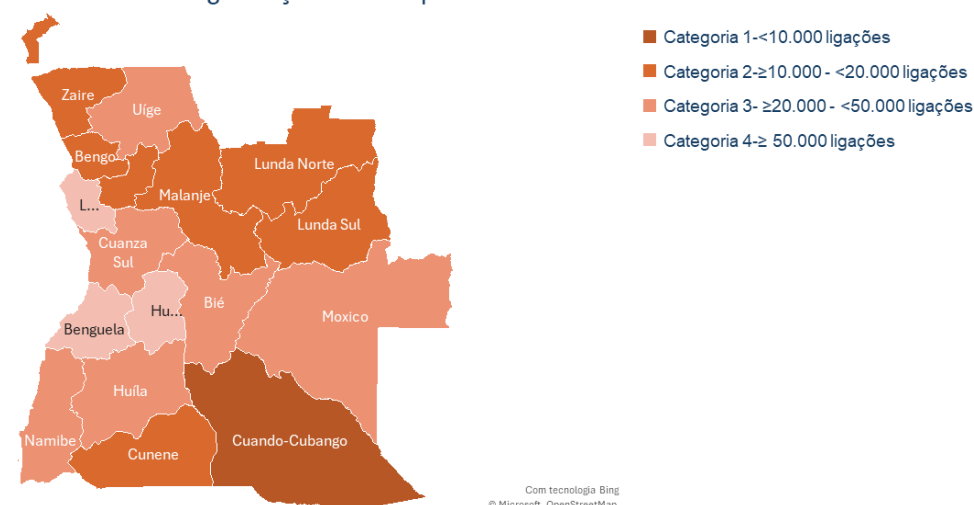 Categoria 1-<10.000 ligações
Categoria 2-≥10.000 - <20.000 ligações
Categoria 3- ≥20.000 - <50.000 ligações
Categoria 4-≥ 50.000 ligações
Zaire
Uíge
Bengo
Lunda Norte
Malanje
L...
Lunda Sul
Cuanza
Sul
Bié
Hu...
Moxico
Benguela
Huíla
Namibe
Cuando-Cubango
Cunene
Com tecnologia Bing
© Microsoft, OpenStreetMap